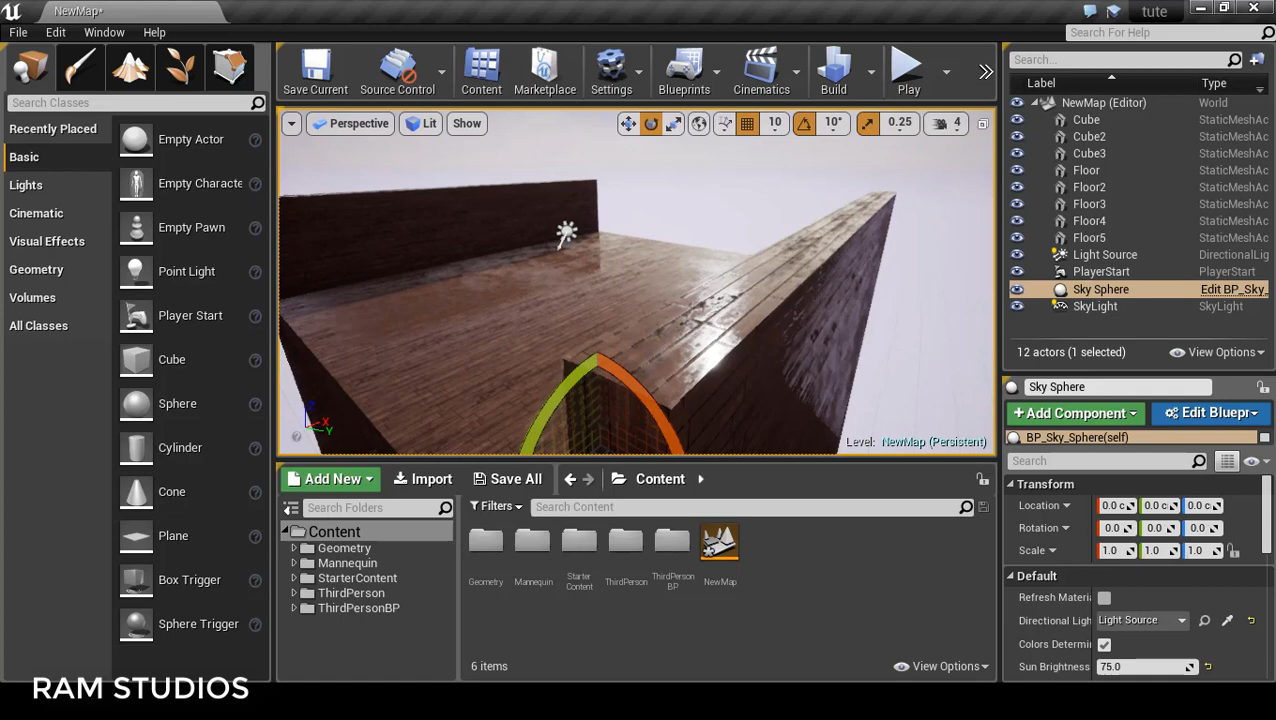 NewMap*
tute
File Edit Window Help
Search For Help
Search Classes
Recently Placed
Basic
Lights
Cinematic
Visual Effects
Geometry
Volumes
All Classes
Empty Actor
Empty Characte
Empty Pawn
Point Light
Player Start
Cube
Sphere
Cylinder
Cone
Plane
Box Trigger
Sphere Trigger
Save Current Source Control Content Marketplace Settings Blueprints Cinematics Build Play
Perspective Lit Show 10 10° 0.25 4
Level: NewMap (Persistent)
Add New Import Save All Content
Search Folders
Filters Search Content
Content
Geometry
Mannequin
StarterContent
ThirdPerson
ThirdPersonBP
Geometry Mannequin Starter Content ThirdPerson ThirdPerson BP NewMap
6 items View Options
Search...
Label Type
NewMap (Editor) World
Cube StaticMeshAc
Cube2 StaticMeshAc
Cube3 StaticMeshAc
Floor StaticMeshAc
Floor2 StaticMeshAc
Floor3 StaticMeshAc
Floor4 StaticMeshAc
Floor5 StaticMeshAc
Light Source DirectionalLig
PlayerStart PlayerStart
Sky Sphere Edit BP_Sky_
SkyLight SkyLight
12 actors (1 selected) View Options
Sky Sphere
+Add Component Edit Bluepr
BP_Sky_Sphere(self)
Search
Transform
Location 0.0 c 0.0 c 0.0 c
Rotation 0.0 0.0 0.0
Scale 1.0 1.0 1.0
Default
Refresh Materi
Directional Ligh Light Source
Colors Determin
Sun Brightness 75.0
RAM STUDIOS